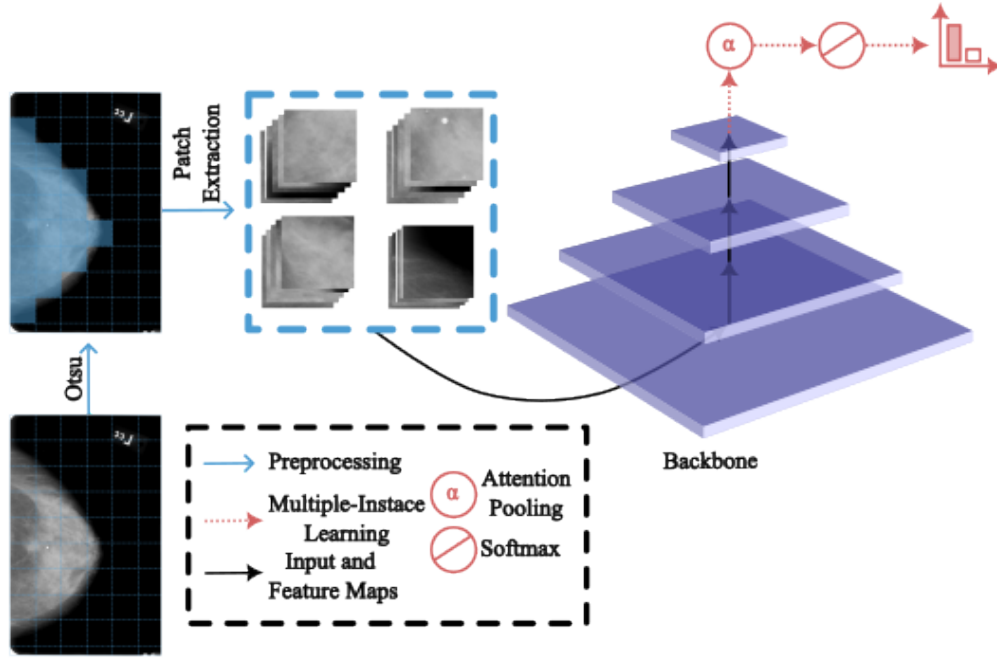 α
Patch
Extraction
Otsu
Backbone
Preprocessing
Multiple-Instace
Learning
Input and
Feature Maps
α
Attention
Pooling
Softmax